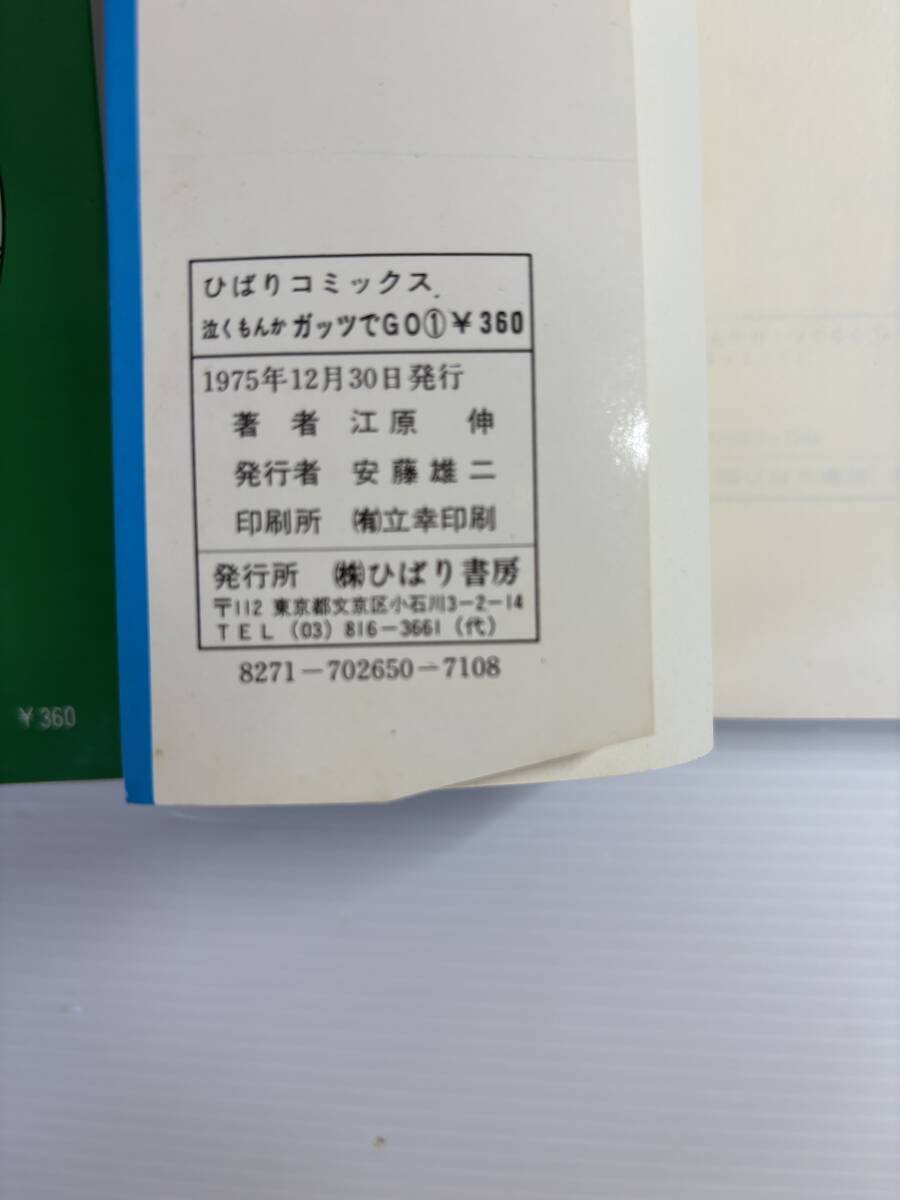 ひばりコミックス
泣くもんか ガッツでGO①￥360
1975年12月30日発行
著 者 江原 伸
発行者 安藤雄二
印刷所 ㈲立幸印刷
発行所 ㈱ひばり書房
〒112 東京都文京区小石川3-2-14
TEL (03) 816-3661 (代)
8271-702650-7108
￥360